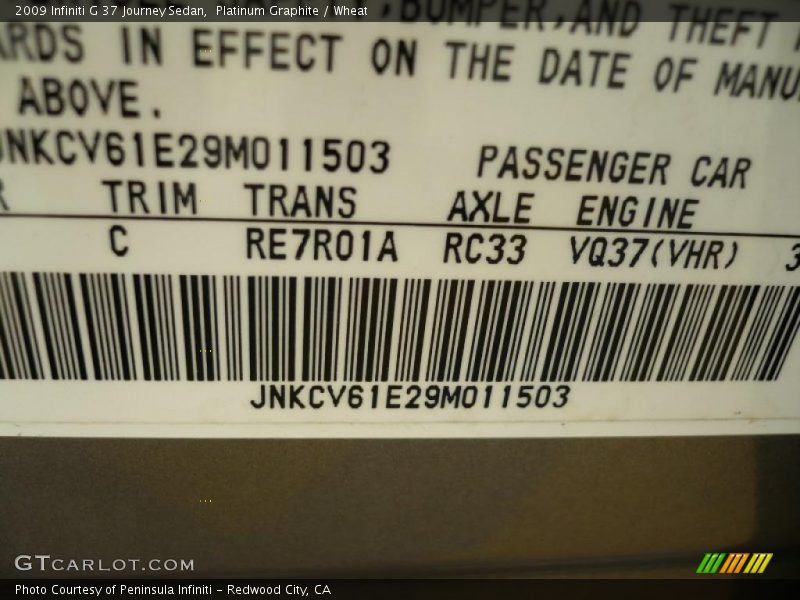 2009 Infiniti G 37 Journey Sedan, Platinum Graphite / Wheat
, BUMPER, AND THEFT
ARDS IN EFFECT ON THE DATE OF MANU
ABOVE.
JNKCV61E29M011503 PASSENGER CAR
R TRIM TRANS AXLE ENGINE
C RE7R01A RC33 VQ37(VHR) 3
JNKCV61E29M011503
GTCARLOT.COM
Photo Courtesy of Peninsula Infiniti - Redwood City, CA